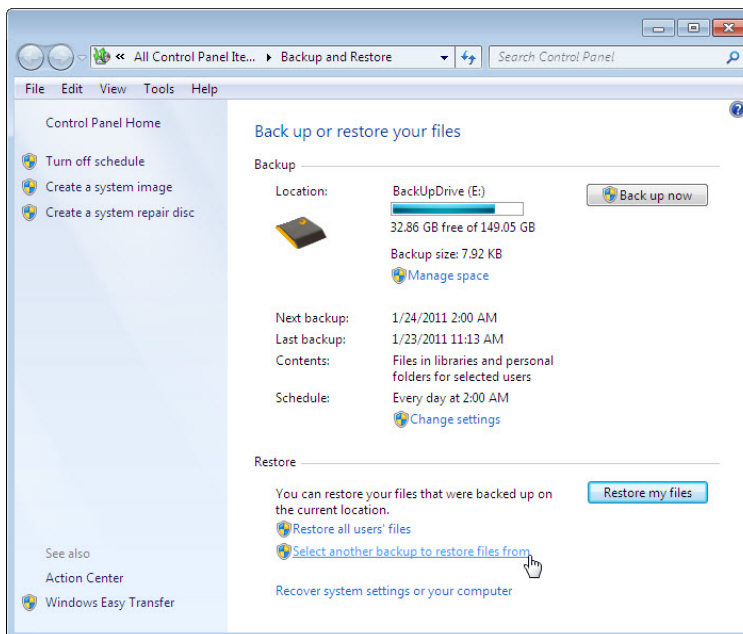 « All Control Panel Ite... ▸ Backup and Restore
Search Control Panel
File Edit View Tools Help
Control Panel Home
Turn off schedule
Create a system image
Create a system repair disc
See also
Action Center
Windows Easy Transfer
Back up or restore your files
Backup
Location: BackUpDrive (E:)
Back up now
32.86 GB free of 149.05 GB
Backup size: 7.92 KB
Manage space
Next backup: 1/24/2011 2:00 AM
Last backup: 1/23/2011 11:13 AM
Contents: Files in libraries and personal
folders for selected users
Schedule: Every day at 2:00 AM
Change settings
Restore
You can restore your files that were backed up on
the current location.
Restore my files
Restore all users' files
Select another backup to restore files from
Recover system settings or your computer